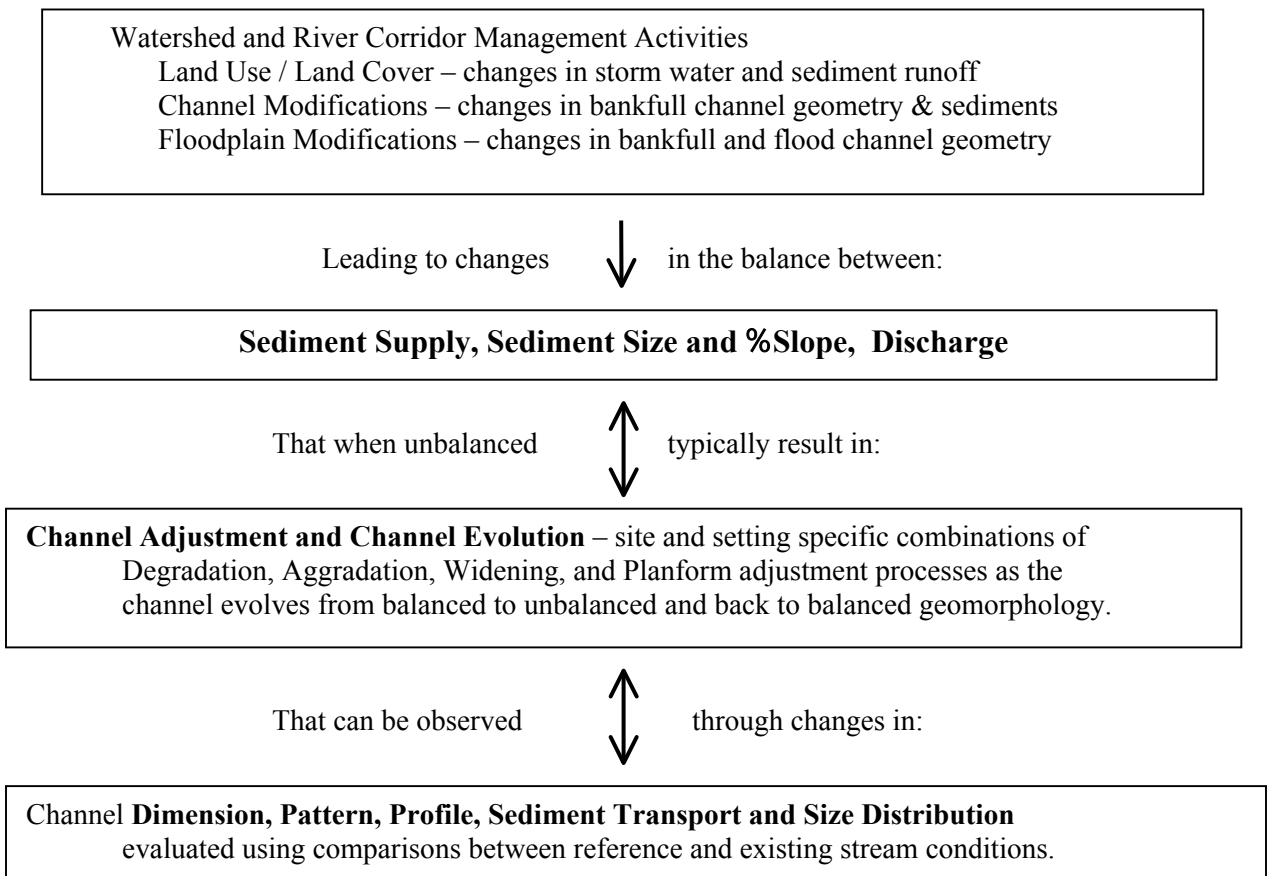 Watershed and River Corridor Management Activities
Land Use / Land Cover – changes in storm water and sediment runoff
Channel Modifications – changes in bankfull channel geometry & sediments
Floodplain Modifications – changes in bankfull and flood channel geometry
Leading to changes in the balance between:
Sediment Supply, Sediment Size and %Slope, Discharge
That when unbalanced typically result in:
Channel Adjustment and Channel Evolution – site and setting specific combinations of
Degradation, Aggradation, Widening, and Planform adjustment processes as the
channel evolves from balanced to unbalanced and back to balanced geomorphology.
That can be observed through changes in:
Channel Dimension, Pattern, Profile, Sediment Transport and Size Distribution
evaluated using comparisons between reference and existing stream conditions.